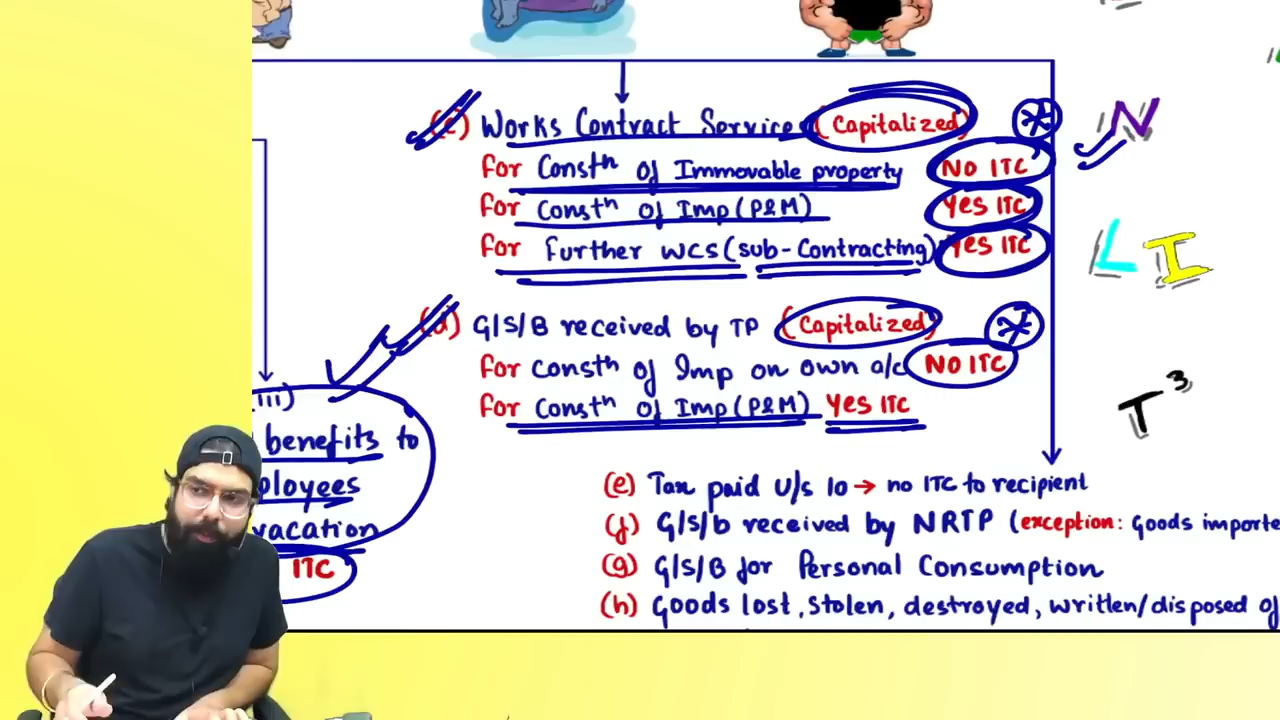 (c) Works Contract Service (Capitalized) *
for Constⁿ of Immovable property NO ITC
for Constⁿ of Imp (P&M) Yes ITC
for further WCS (sub-Contracting) Yes ITC
(d) G/S/B received by TP (Capitalized) *
for constⁿ of Imp on own a/c NO ITC
for Constⁿ of Imp (P&M) Yes ITC
(iii)
benefits to
ployees
vacation
ITC
(e) Tax paid U/s 10 → no ITC to recipient
(f) G/S/b received by NRTP (exception: Goods importe
(g) G/S/B for Personal Consumption
(h) Goods lost, stolen, destroyed, written/disposed of
N
L I
T³